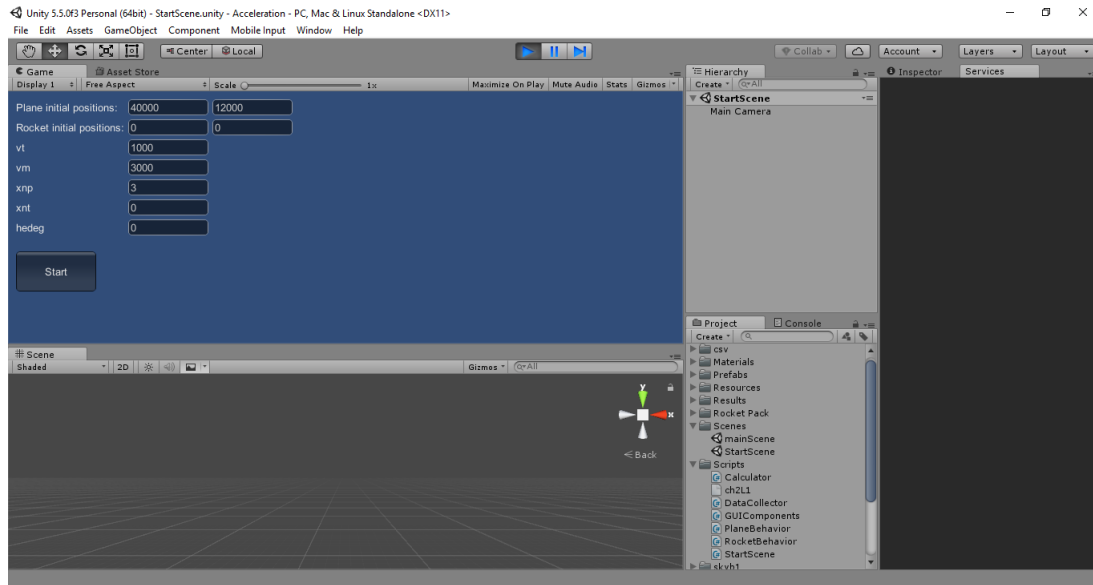 Unity 5.5.0f3 Personal (64bit) - StartScene.unity - Acceleration - PC, Mac & Linux Standalone <DX11>
File Edit Assets GameObject Component Mobile Input Window Help
Center Local Collab Account Layers Layout
Game Asset Store
Display 1 Free Aspect Scale 1x Maximize On Play Mute Audio Stats Gizmos
Plane initial positions: 40000 12000
Rocket initial positions: 0 0
vt 1000
vm 3000
xnp 3
xnt 0
hedeg 0
Start
Scene
Shaded 2D Gizmos All
y
x
Back
Hierarchy
Create All
StartScene
Main Camera
Project Console
Create
csv
Materials
Prefabs
Resources
Results
Rocket Pack
Scenes
mainScene
StartScene
Scripts
Calculator
ch2L1
DataCollector
GUIComponents
PlaneBehavior
RocketBehavior
StartScene
skyb1
Inspector Services